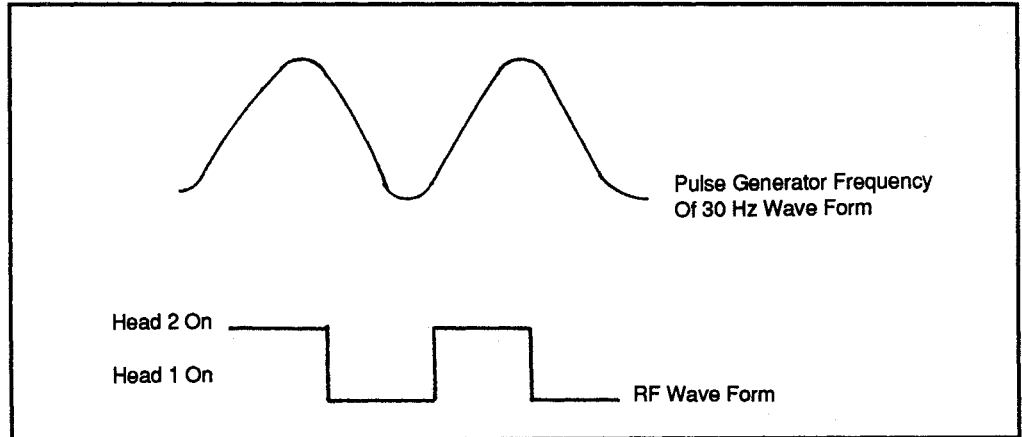 Pulse Generator Frequency
Of 30 Hz Wave Form
Head 2 On
Head 1 On
RF Wave Form